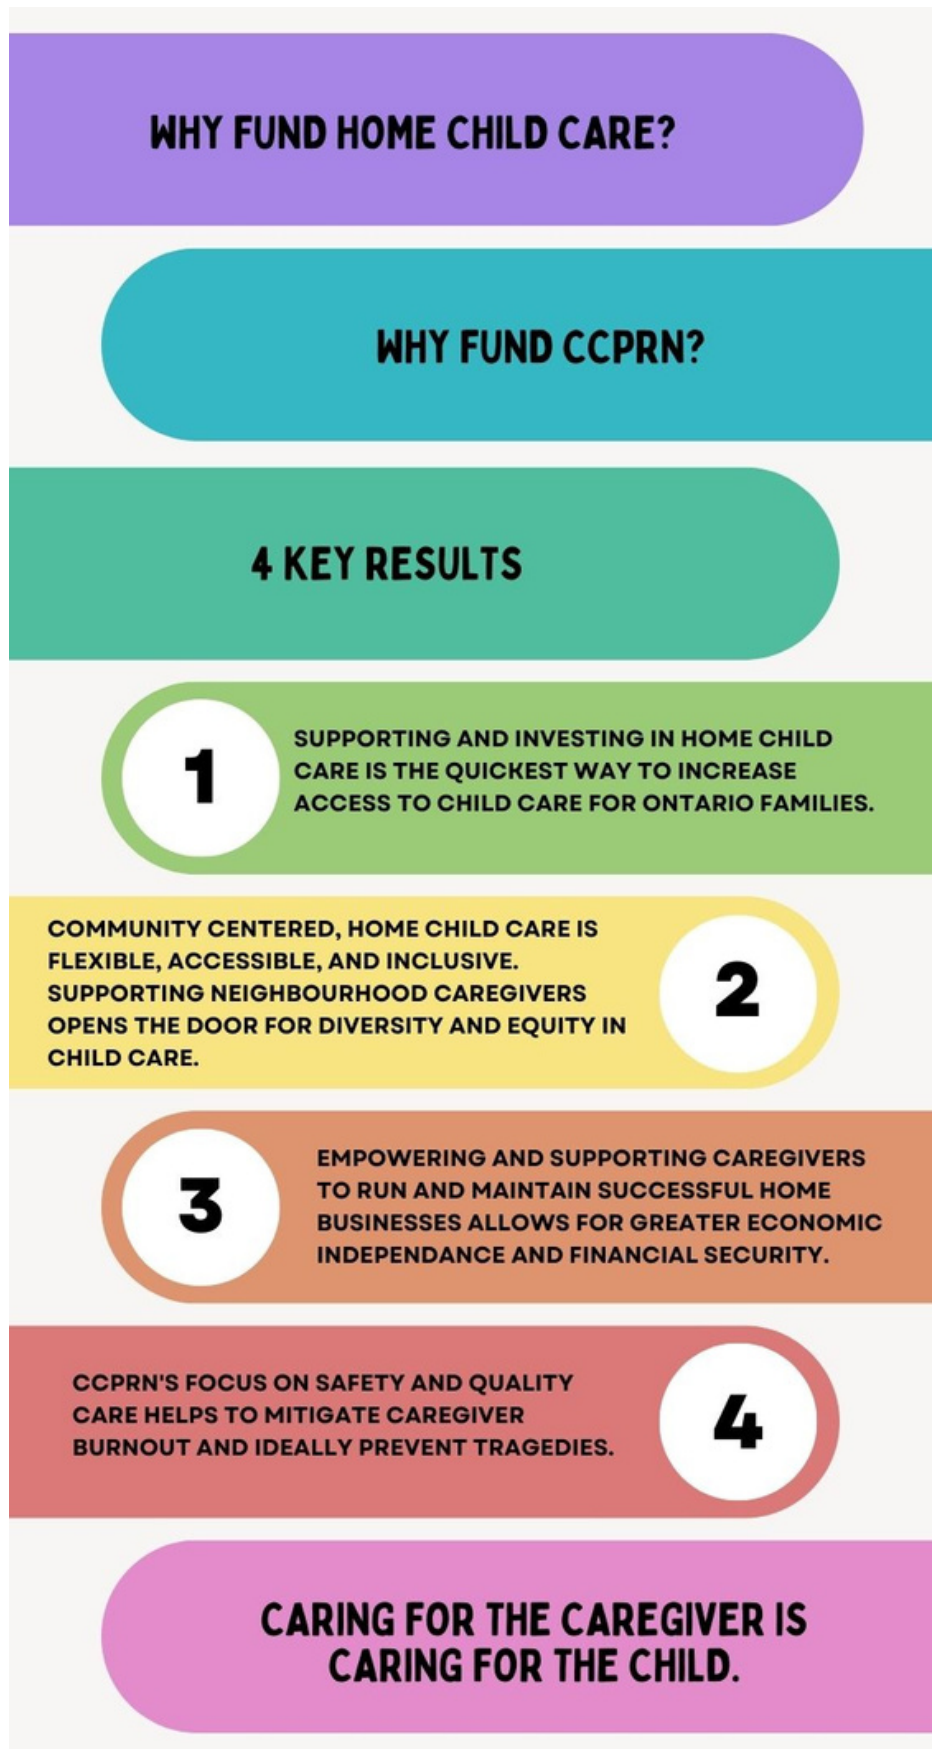 WHY FUND HOME CHILD CARE?
WHY FUND CCPRN?
4 KEY RESULTS
1
SUPPORTING AND INVESTING IN HOME CHILD
CARE IS THE QUICKEST WAY TO INCREASE
ACCESS TO CHILD CARE FOR ONTARIO FAMILIES.
COMMUNITY CENTERED, HOME CHILD CARE IS
FLEXIBLE, ACCESSIBLE, AND INCLUSIVE.
SUPPORTING NEIGHBOURHOOD CAREGIVERS
OPENS THE DOOR FOR DIVERSITY AND EQUITY IN
CHILD CARE.
2
3
EMPOWERING AND SUPPORTING CAREGIVERS
TO RUN AND MAINTAIN SUCCESSFUL HOME
BUSINESSES ALLOWS FOR GREATER ECONOMIC
INDEPENDANCE AND FINANCIAL SECURITY.
CCPRN'S FOCUS ON SAFETY AND QUALITY
CARE HELPS TO MITIGATE CAREGIVER
BURNOUT AND IDEALLY PREVENT TRAGEDIES.
4
CARING FOR THE CAREGIVER IS
CARING FOR THE CHILD.